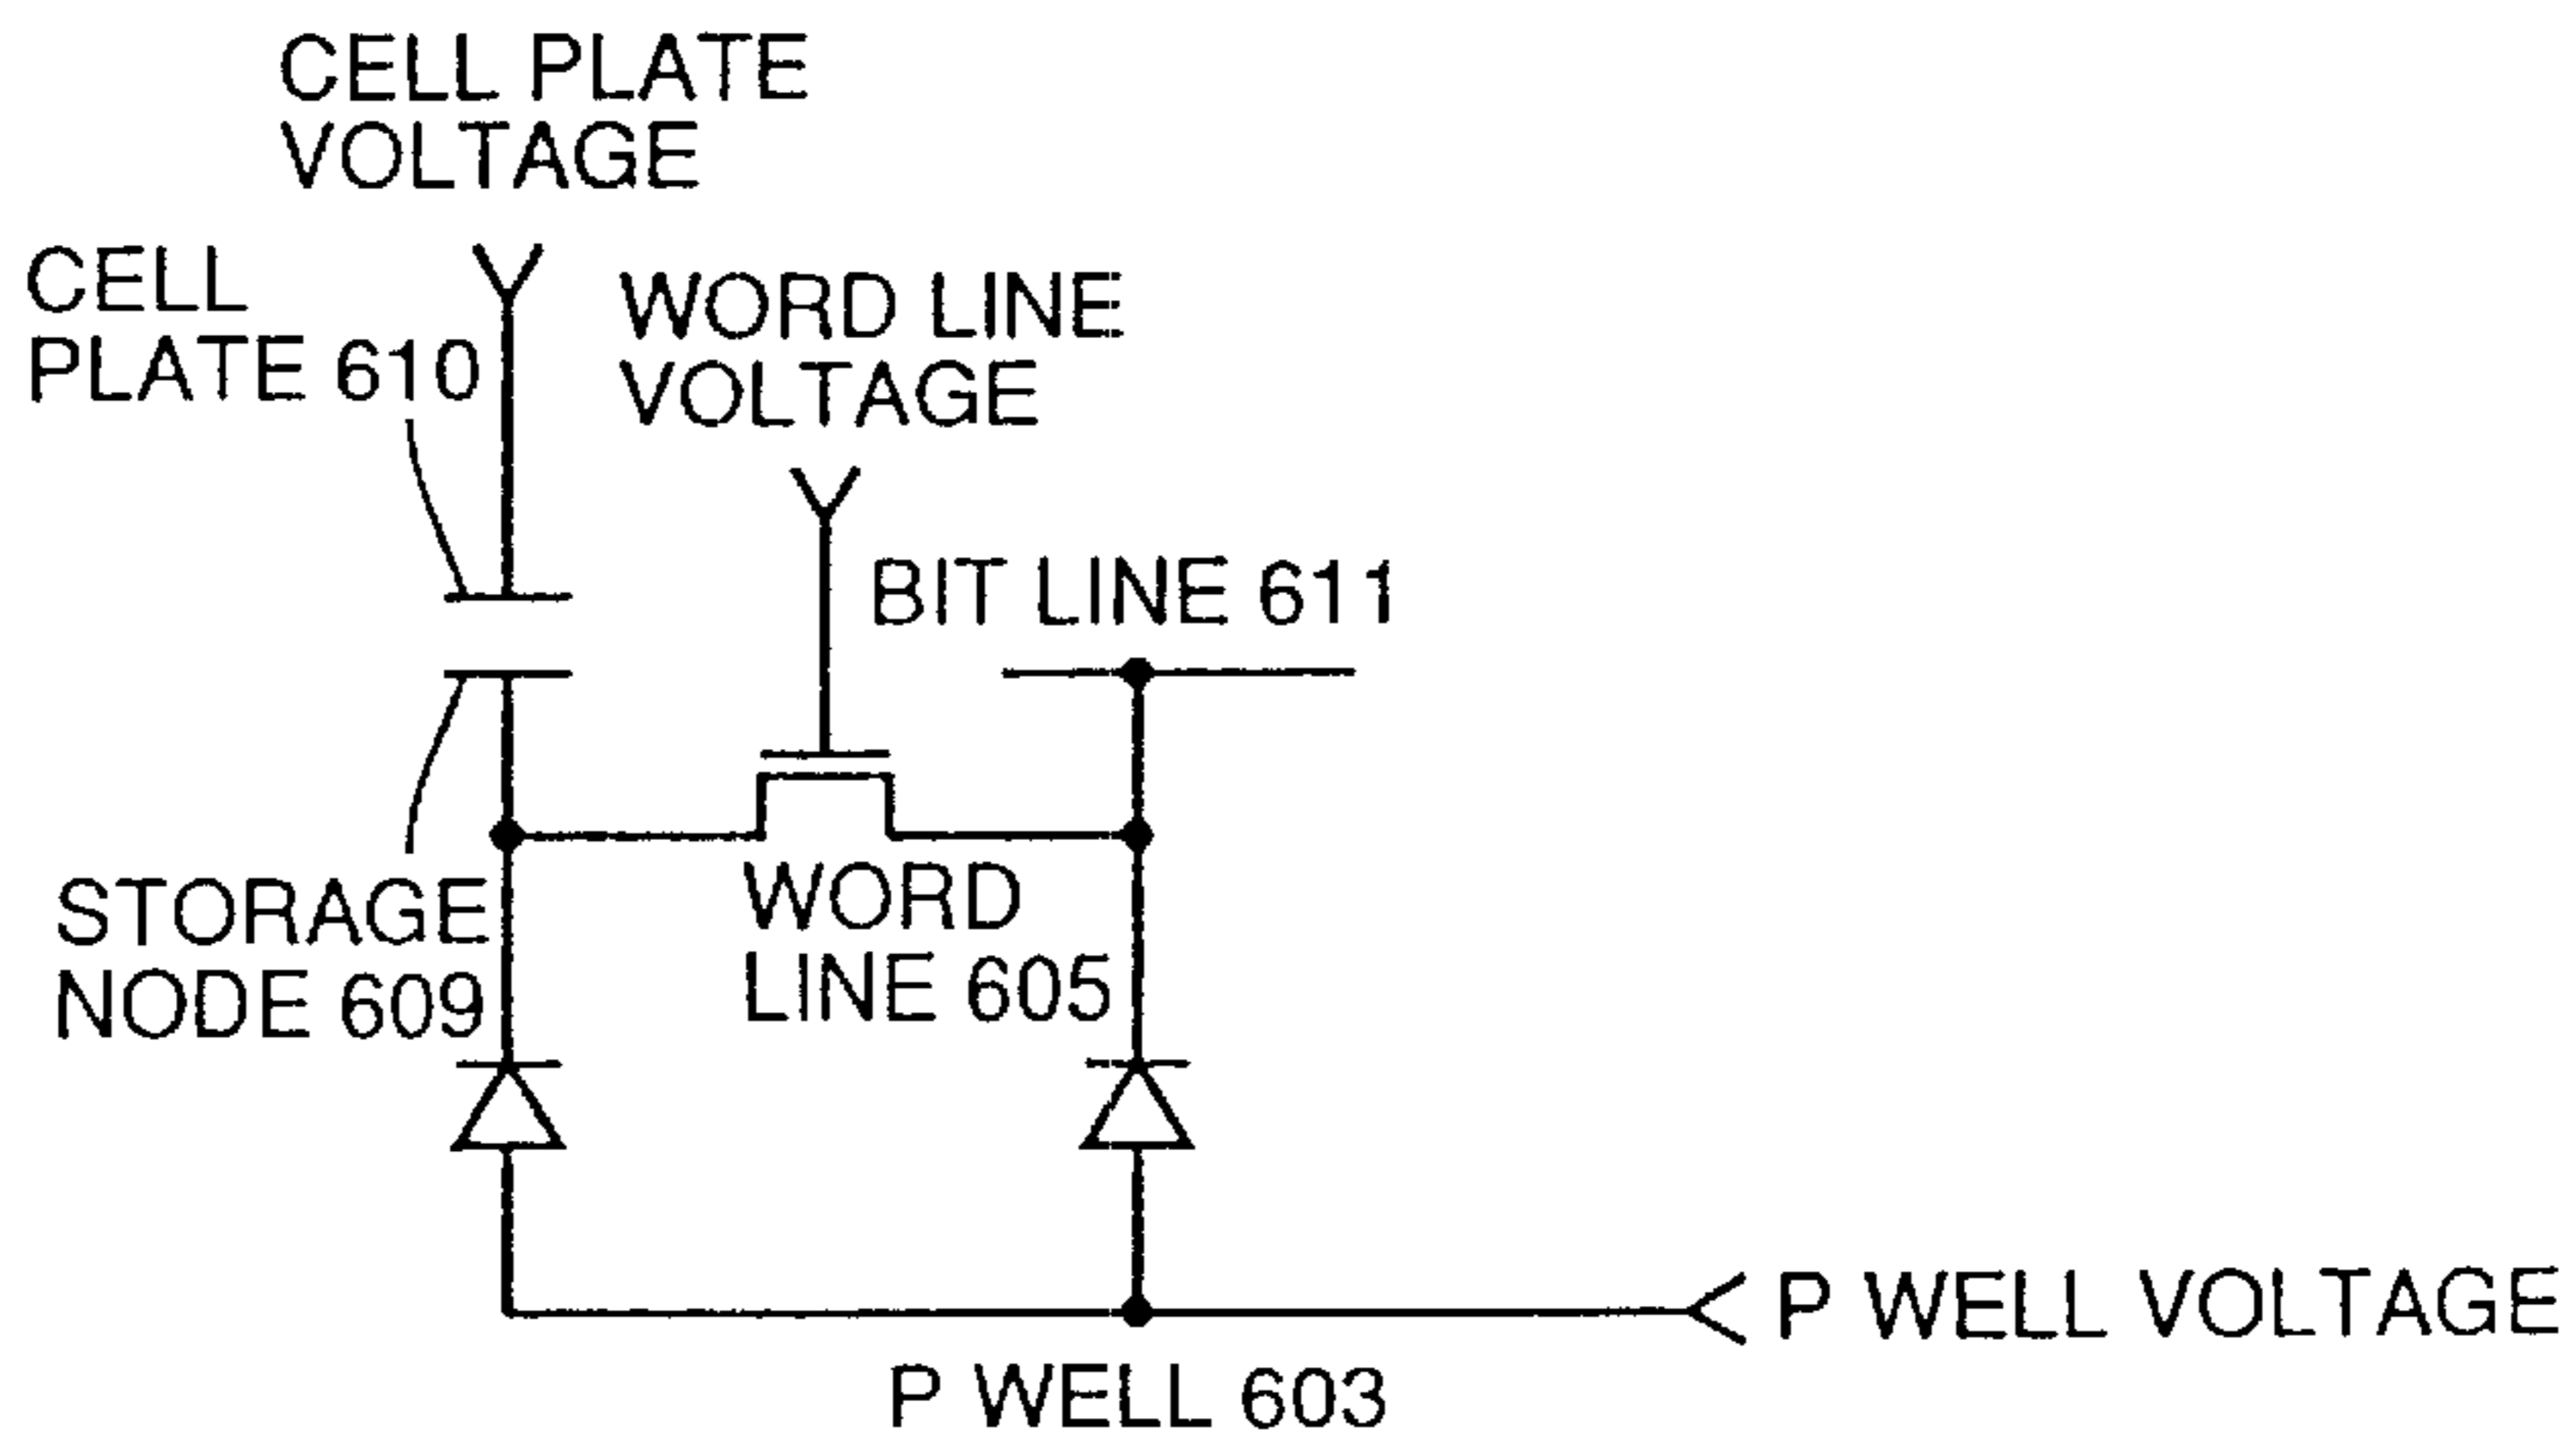 CELL PLATE
VOLTAGE
CELL
PLATE 610
WORD LINE
VOLTAGE
BIT LINE 611
STORAGE
NODE 609
WORD
LINE 605
P WELL VOLTAGE
P WELL 603